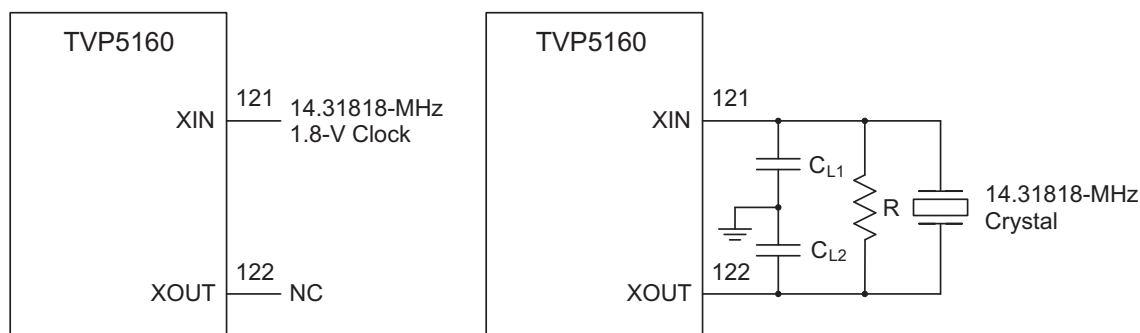 TVP5160
121
XIN
14.31818-MHz
1.8-V Clock
122
XOUT
NC
TVP5160
121
XIN
CL1
R
14.31818-MHz
Crystal
CL2
122
XOUT